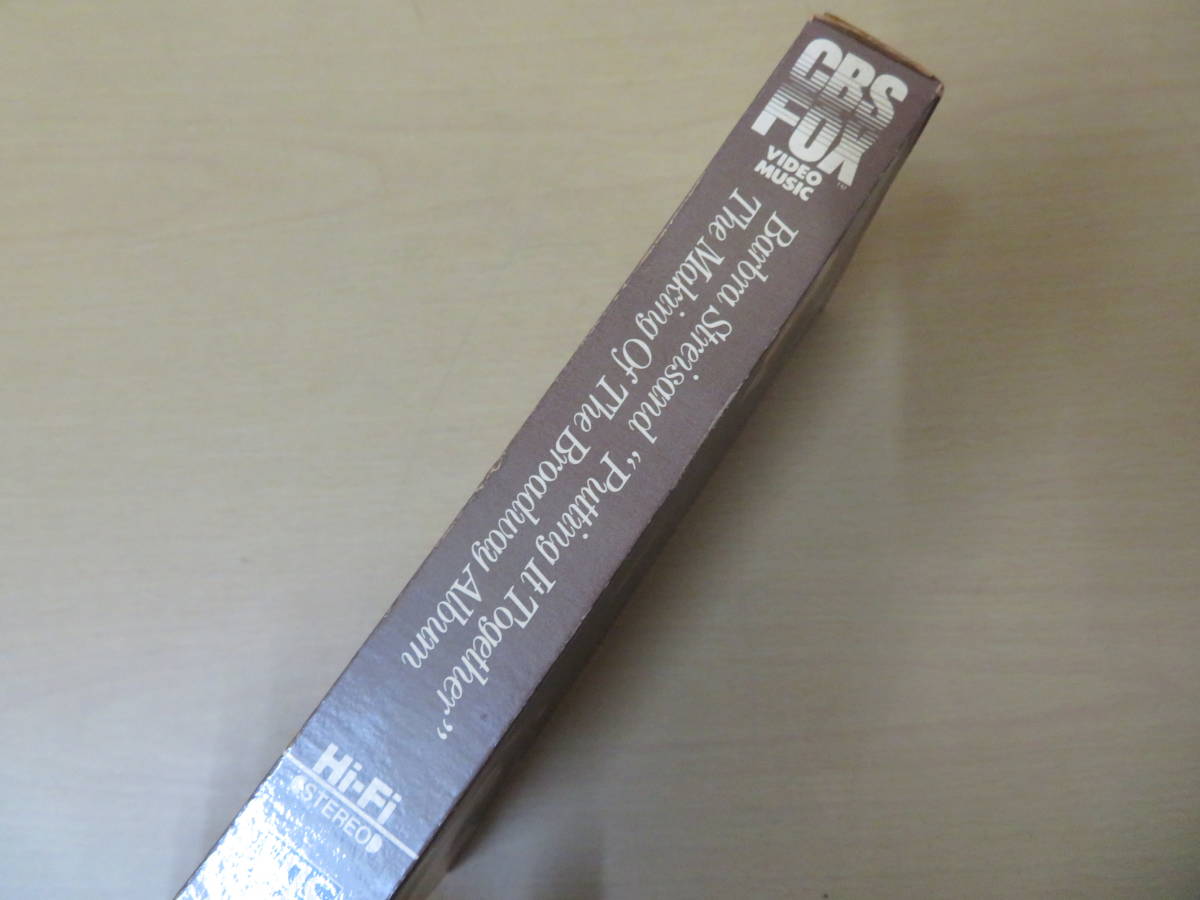 CBS
FOX
VIDEO
MUSIC
Barbra Streisand "Putting It Together"
The Making Of The Broadway Album
Hi-Fi
STEREO